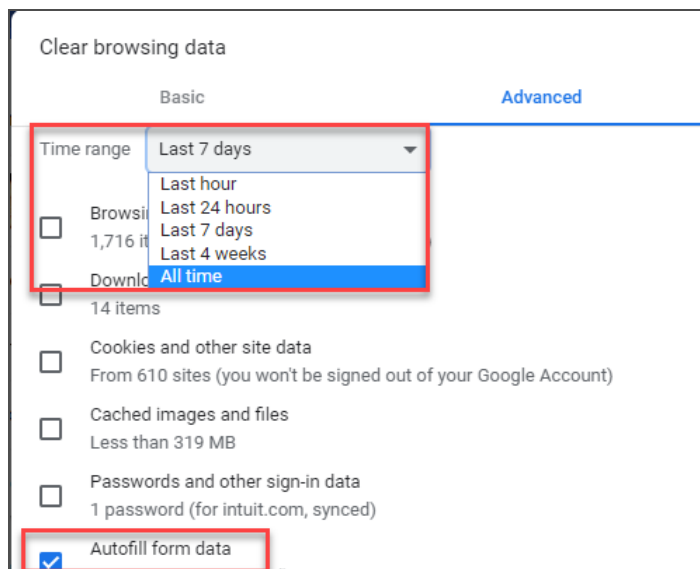 Clear browsing data
Basic Advanced
Time range Last 7 days
Last hour
Last 24 hours
Last 7 days
Last 4 weeks
All time
1,716
14 items
Cookies and other site data
From 610 sites (you won't be signed out of your Google Account)
Cached images and files
Less than 319 MB
Passwords and other sign-in data
1 password (for intuit.com, synced)
Autofill form data